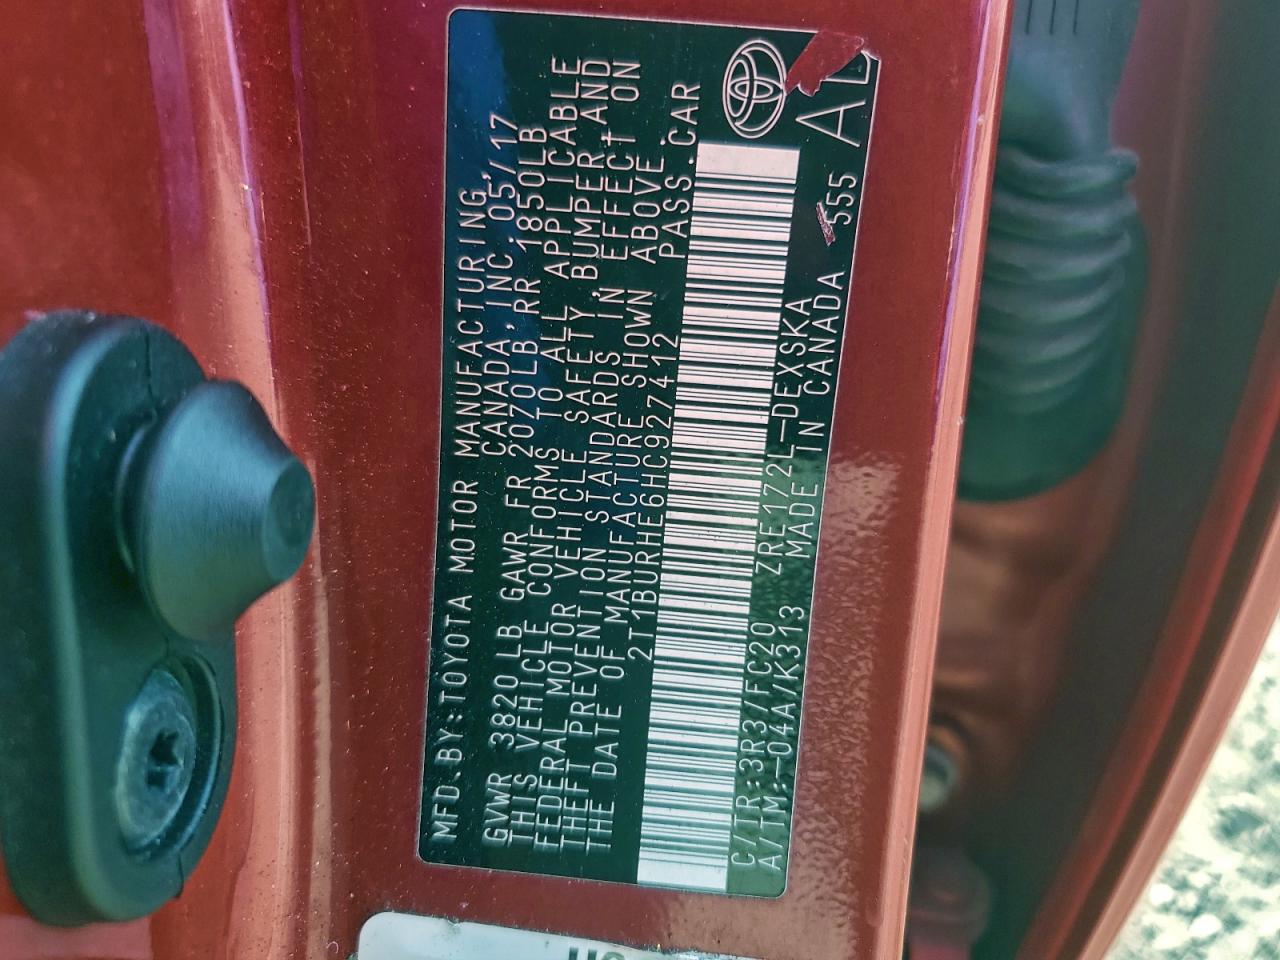 MFD.BY:TOYOTA MOTOR MANUFACTURING,
CANADA,INC.05/17
GVWR 3820 LB GAWR FR 2070LB,RR 1850LB
THIS VEHICLE CONFORMS TO ALL APPLICABLE
FEDERAL MOTOR VEHICLE SAFETY, BUMPER,AND
THEFT PREVENTION STANDARDS IN EFFECT ON
THE DATE OF MANUFACTURE SHOWN ABOVE.
2T1BURHE6HC927412 PASS.CAR
C/TR:3R3/FC20 ZRE172L-DEXSKA
A/TM:-04A/K313 MADE IN CANADA 555